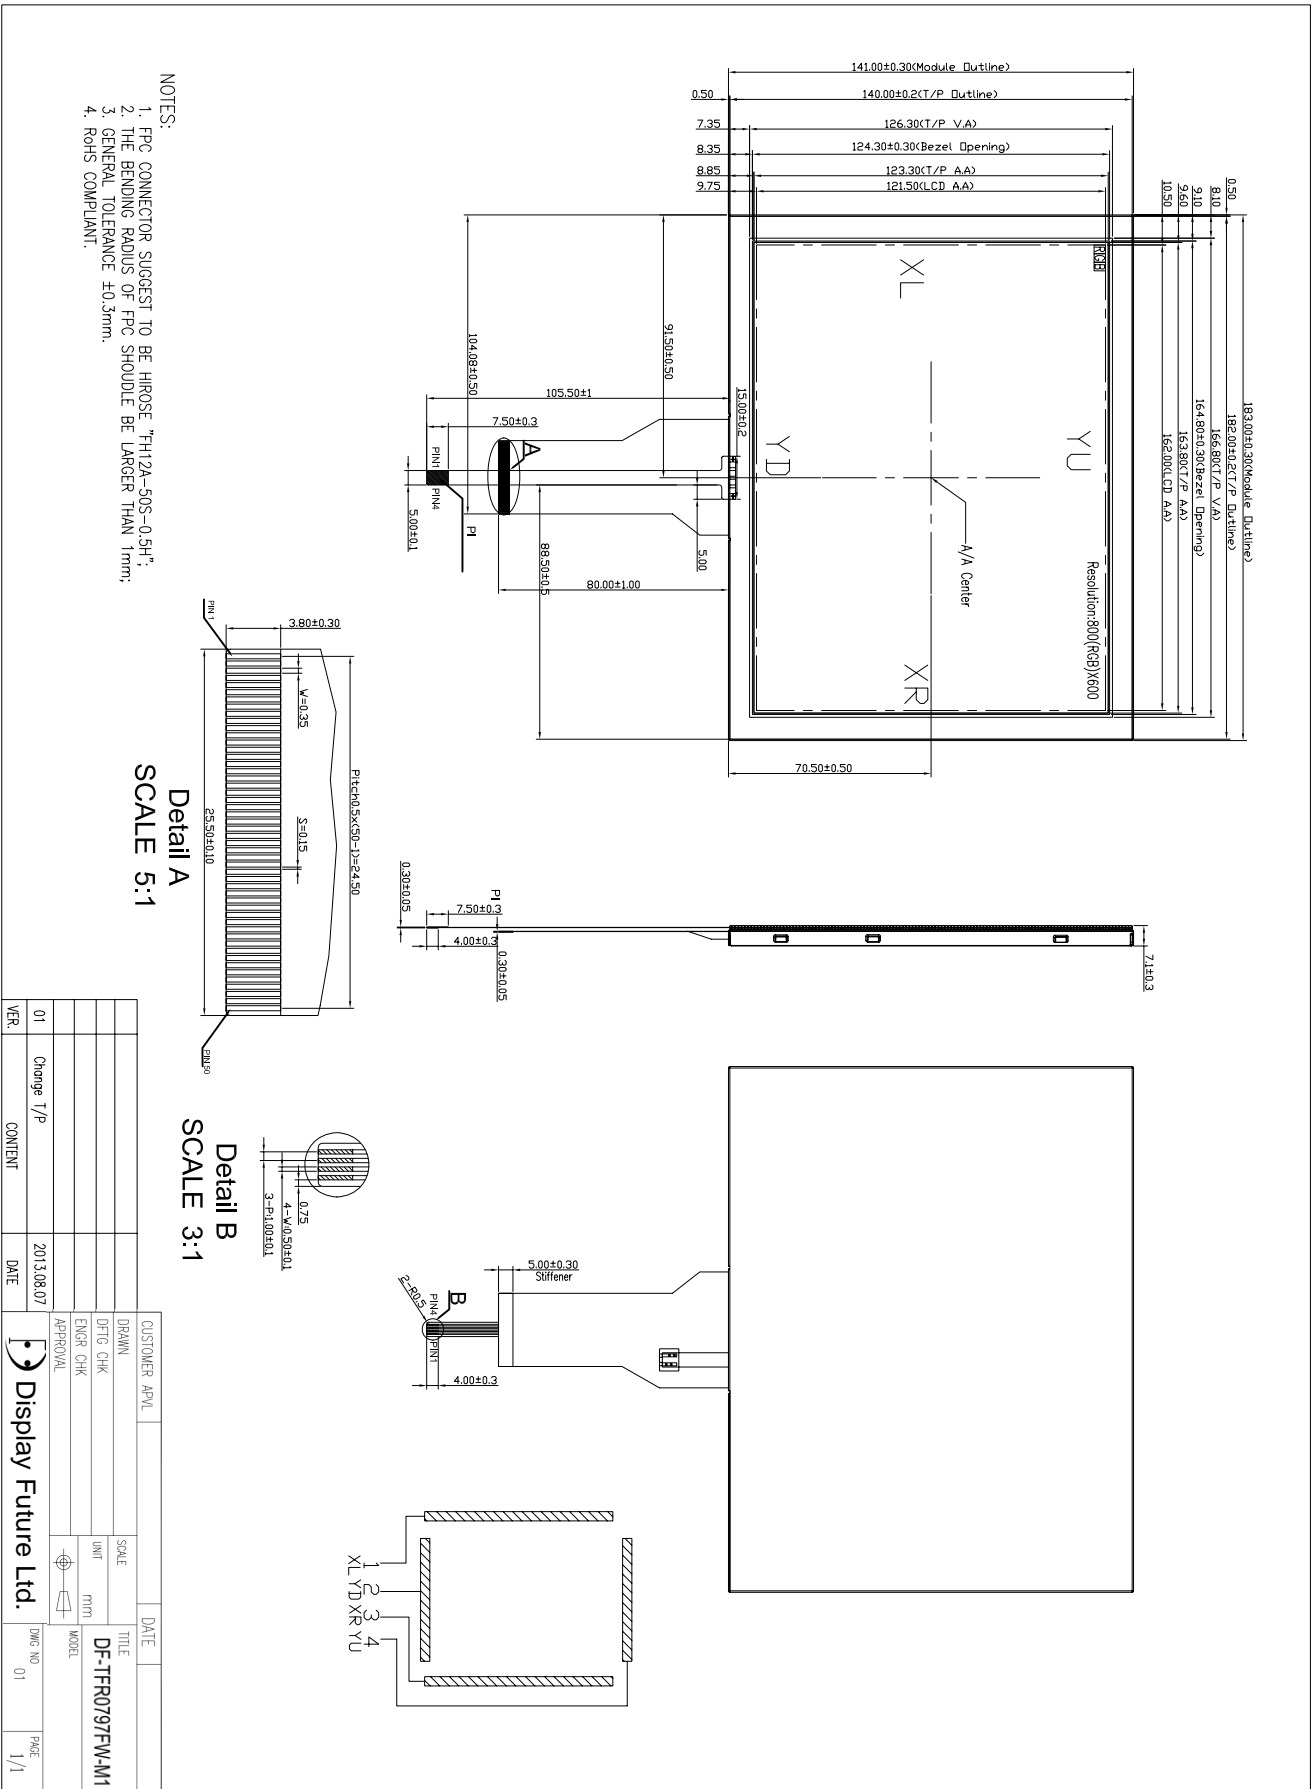 183.00±0.30(Module Outline)
182.00±0.2(T/P Outline)
166.80(T/P V.A)
164.80±0.30(Bezel Opening)
163.80(T/P A.A)
162.00(LCD A.A)
0.50
8.10
9.10
9.60
10.50
141.00±0.30(Module Outline)
140.00±0.2(T/P Outline)
126.30(T/P V.A)
124.30±0.30(Bezel Opening)
123.30(T/P A.A)
121.50(LCD A.A)
0.50
7.35
8.35
8.85
9.75
RGB
Resolution:800(RGB)X600
YU
XL
XR
YD
A/A Center
70.50±0.50
15.00±0.2
91.50±0.50
104.08±0.50
105.50±1
7.50±0.3
A
PIN1
PIN4
PI
5.00±0.1
5.00
88.50±0.5
80.00±1.00
7.1±0.3
PI
7.50±0.3
4.00±0.3
0.30±0.05
0.30±0.05
5.00±0.30
Stiffener
B
PIN4
PIN1
2-R0.5
4.00±0.3
1 2 3 4
XL YD XR YU
3.80±0.30
PIN 1
W=0.35
Pitch0.5x(50-1)=24.50
S=0.15
25.50±0.10
PIN 50
Detail A
SCALE 5:1
0.75
4-W0.50±0.1
3-P1.00±0.1
Detail B
SCALE 3:1
NOTES:
1. FPC CONNECTOR SUGGEST TO BE HIROSE "FH12A-50S-0.5H";
2. THE BENDING RADIUS OF FPC SHOUDLE BE LARGER THAN 1mm;
3. GENERAL TOLERANCE ±0.3mm.
4. RoHS COMPLIANT.
01 Change T/P 2013.08.07
VER. CONTENT DATE
CUSTOMER APVL DATE
DRAWN
DFTG CHK
ENGR CHK
APPROVAL
SCALE
UNIT mm
TITLE
DF-TFR0797FW-M1
MODEL
Display Future Ltd.
DWG NO 01
PAGE 1/1